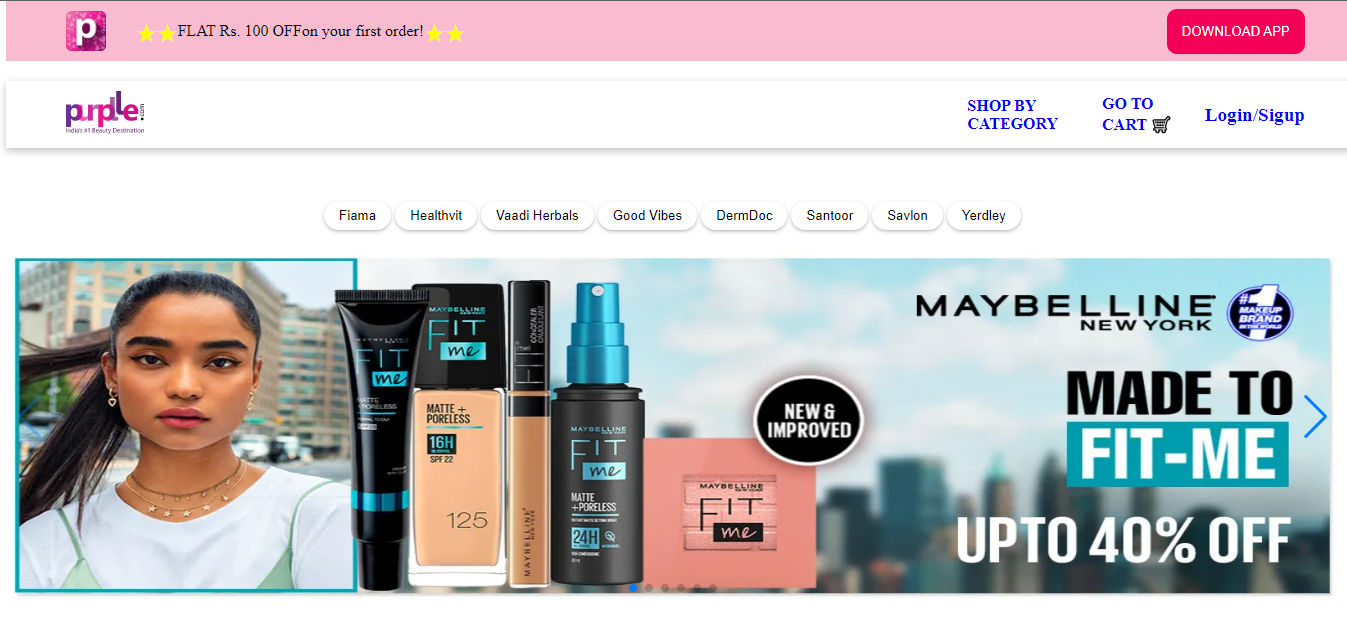 p ⭐⭐FLAT Rs. 100 OFFon your first order!⭐⭐ DOWNLOAD APP
purplle.com
India's #1 Beauty Destination
SHOP BY
CATEGORY
GO TO
CART
Login/Sigup
Fiama Healthvit Vaadi Herbals Good Vibes DermDoc Santoor Savlon Yerdley
MAYBELLINE
NEW YORK
#1
MAKEUP
BRAND
IN THE WORLD
MADE TO
FIT-ME
UPTO 40% OFF
NEW &
IMPROVED
FIT
me
MATTE
+ PORELESS
MAYBELLINE
FIT
me
MATTE +
PORELESS
16H
SPF 22
125
CONCEALER
MAYBELLINE
NEW YORK
MAYBELLINE
FIT
me
MATTE
+PORELESS
24H
MAYBELLINE
NEW YORK
FIT
me